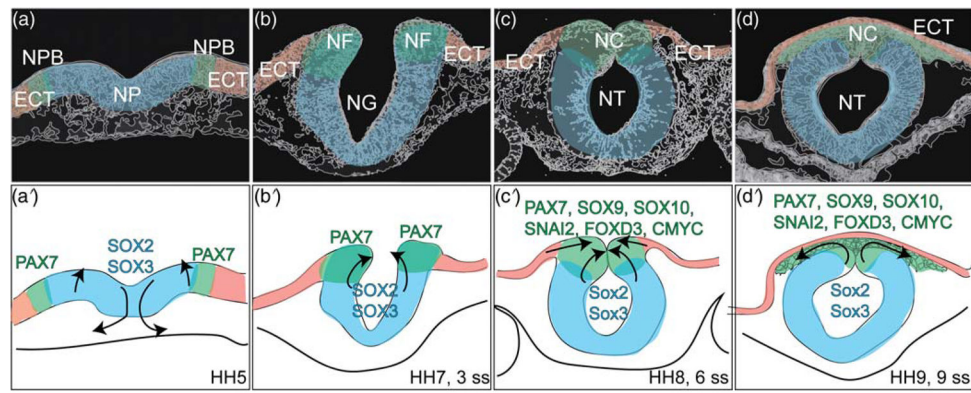 (a)
NPB
NPB
ECT
NP
ECT
(b)
NF
NF
ECT
ECT
NG
(c)
NC
ECT
ECT
NT
(d)
NC
ECT
NT
(a′)
SOX2
SOX3
PAX7
PAX7
HH5
(b′)
PAX7
PAX7
SOX2
SOX3
HH7, 3 ss
(c′)
PAX7, SOX9, SOX10,
SNAI2, FOXD3, CMYC
Sox2
Sox3
HH8, 6 ss
(d′)
PAX7, SOX9, SOX10,
SNAI2, FOXD3, CMYC
Sox2
Sox3
HH9, 9 ss